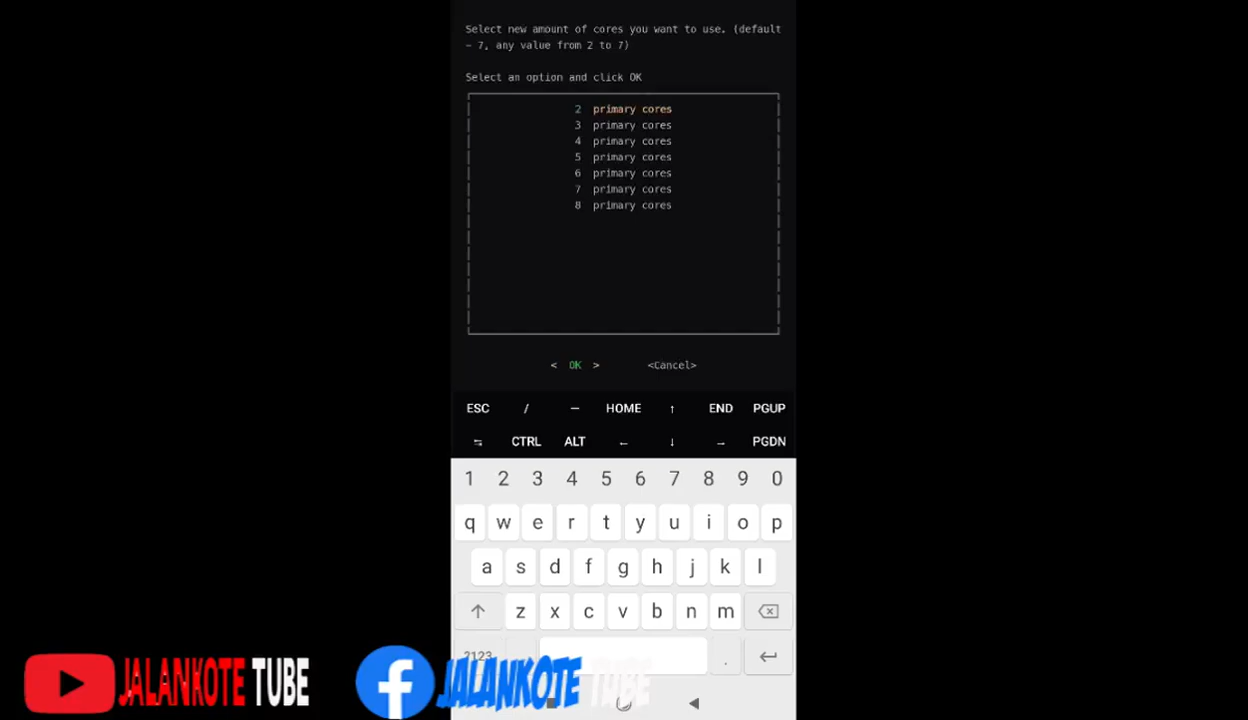 Select new amount of cores you want to use. (default
- 7, any value from 2 to 7)
Select an option and click OK
2 primary cores
3 primary cores
4 primary cores
5 primary cores
6 primary cores
7 primary cores
8 primary cores
< OK > <Cancel>
ESC / — HOME ↑ END PGUP
⇆ CTRL ALT ← ↓ → PGDN
1 2 3 4 5 6 7 8 9 0
q w e r t y u i o p
a s d f g h j k l
z x c v b n m
?123 .
JALANKOTE TUBE f JALANKOTE TUBE